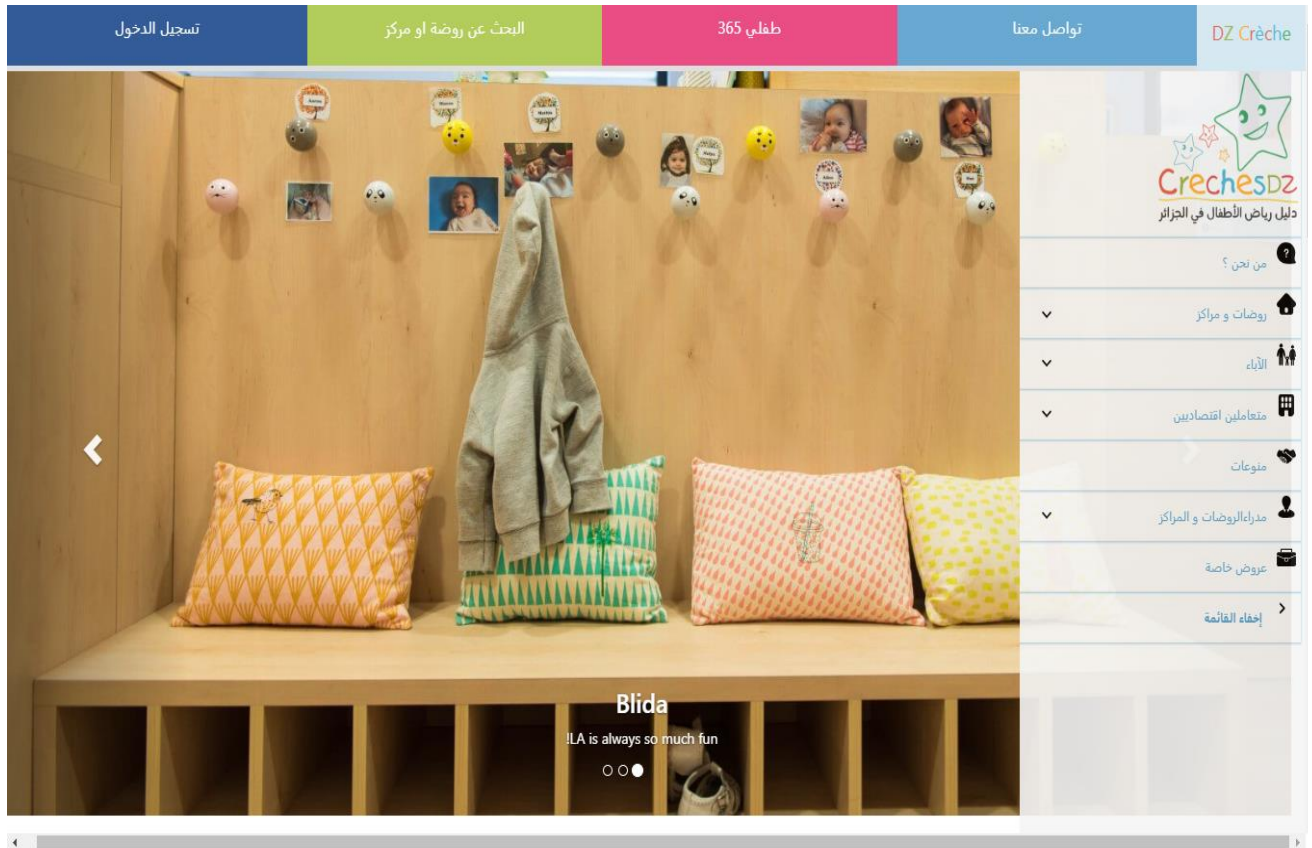 DZ Crèche
تواصل معنا
طفلي 365
البحث عن روضة او مركز
تسجيل الدخول
CrechesDZ
دليل رياض الأطفال في الجزائر
من نحن ؟
روضات و مراكز
الآباء
متعاملين اقتصاديين
منوعات
مدراءالروضات و المراكز
عروض خاصة
إخفاء القائمة
Blida
!LA is always so much fun